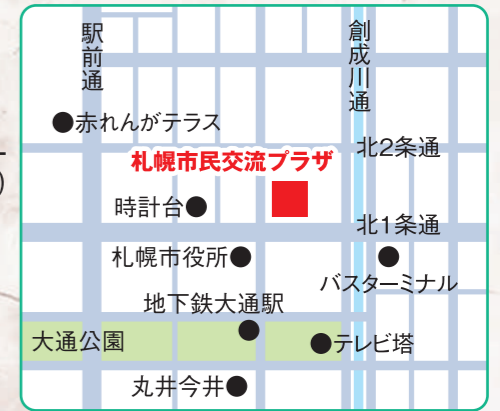 駅前通
創成川通
●赤れんがテラス
北2条通
札幌市民交流プラザ
)
時計台●
北1条通
札幌市役所●
バスターミナル
地下鉄大通駅
大通公園
●テレビ塔
丸井今井●